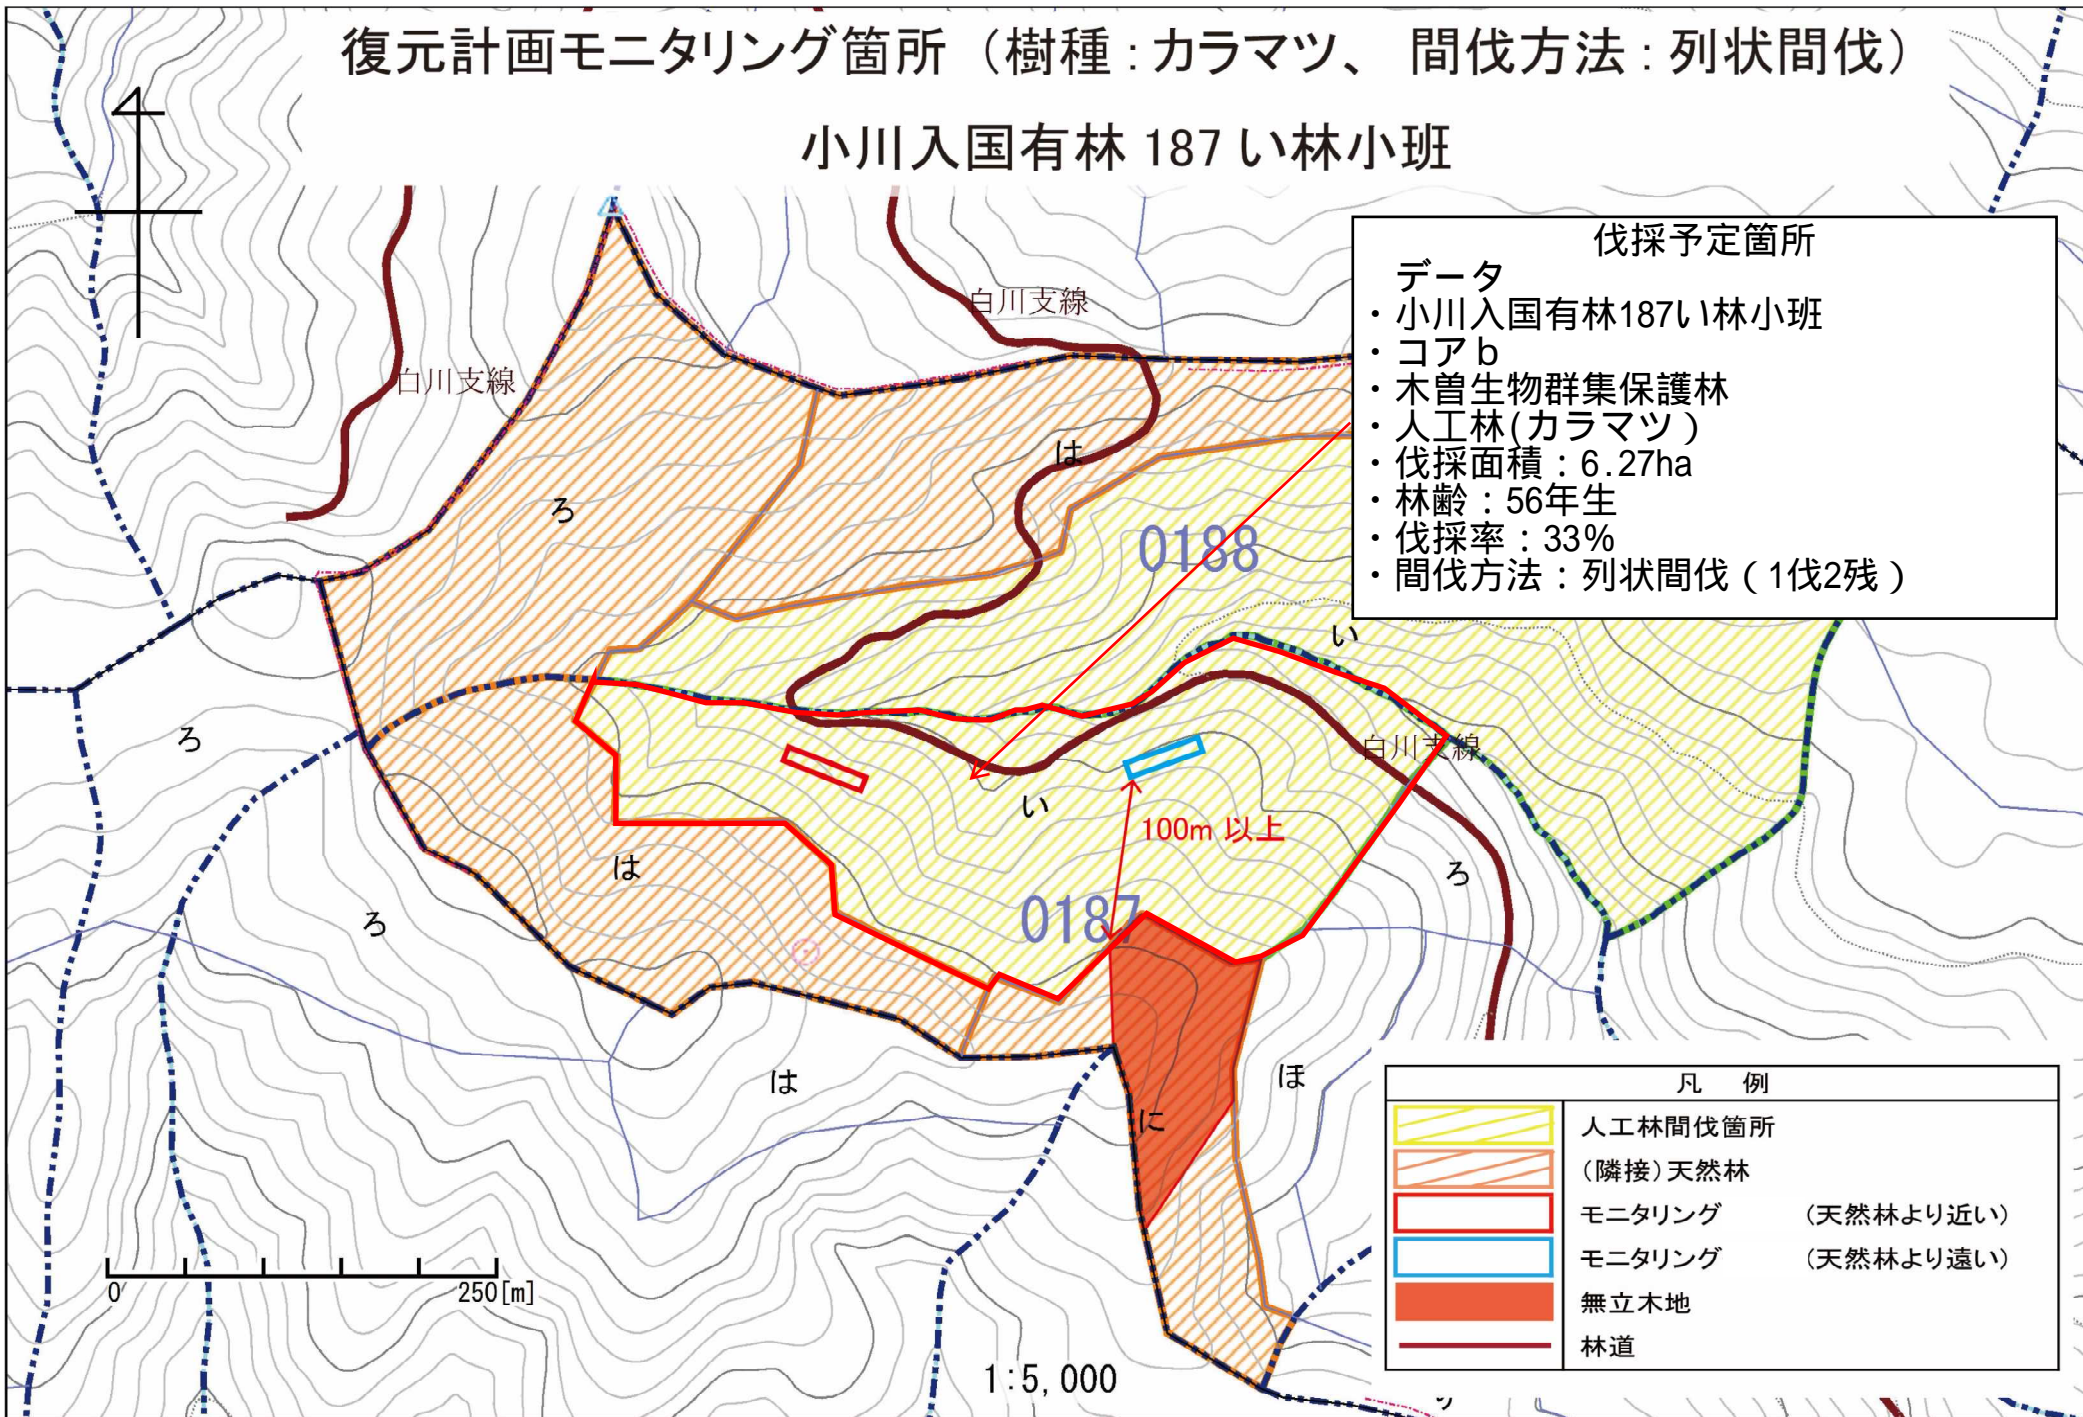 復元計画モニタリング箇所（樹種：カラマツ、 間伐方法：列状間伐）
小川入国有林 187 い林小班
伐採予定箇所
データ
・小川入国有林187い林小班
・コアｂ
・木曽生物群集保護林
・人工林(カラマツ）
・伐採面積：6.27ha
・林齢：56年生
・伐採率：33%
・間伐方法：列状間伐（1伐2残）
白川支線
白川支線
は
ろ
0188
い
ろ
白川支線
い
100m 以上
は
ろ
ろ
0187
は
ほ
に
0 250[m]
1:5,000
凡 例
人工林間伐箇所
(隣接)天然林
モニタリング (天然林より近い)
モニタリング (天然林より遠い)
無立木地
林道